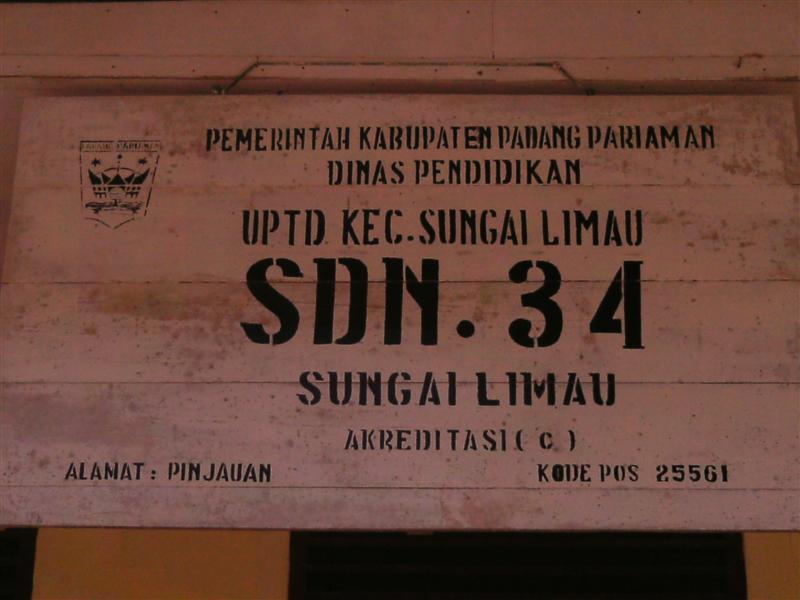 PEMERINTAH KABUPATEN PADANG PARIAMAN
DINAS PENDIDIKAN
UPTD KEC. SUNGAI LIMAU
SDN. 34
SUNGAI LIMAU
AKREDITASI ( C )
ALAMAT : PINJAUAN
KODE POS 25561